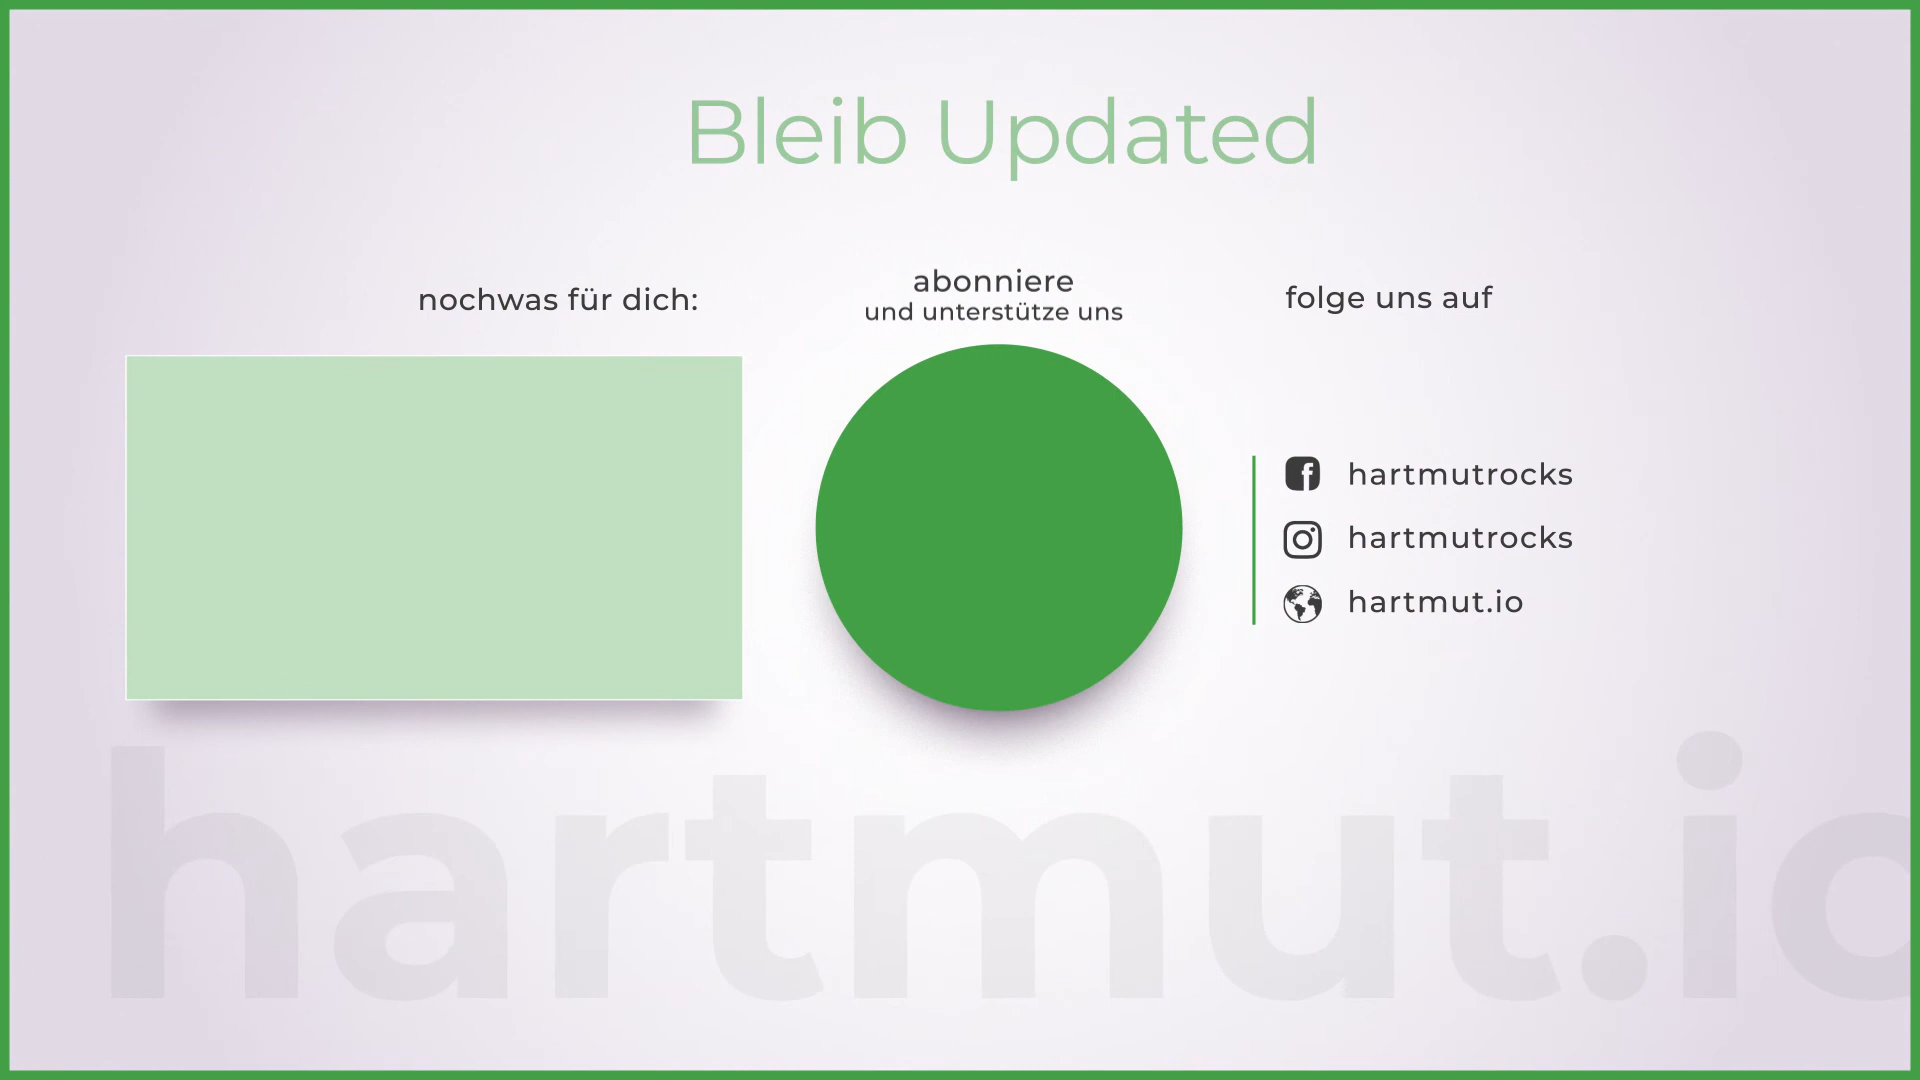 Bleib Updated
nochwas für dich:
abonniere
und unterstütze uns
folge uns auf
hartmutrocks
hartmutrocks
hartmut.io
hartmut.io